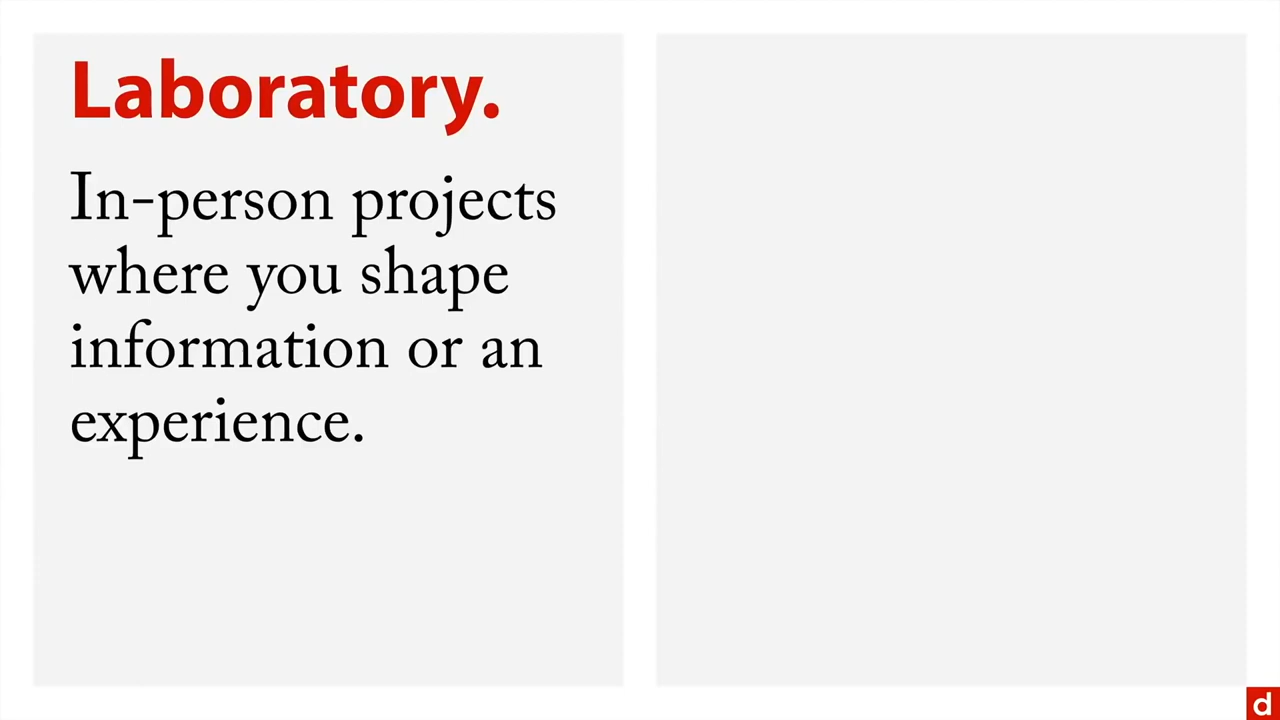 Laboratory.
In-person projects
where you shape
information or an
experience.
d